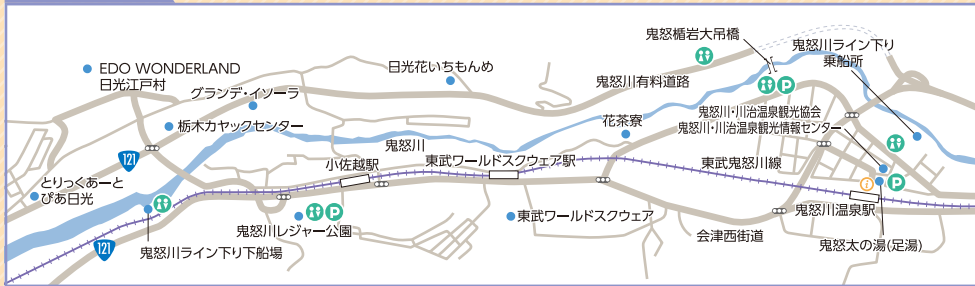 鬼怒楯岩大吊橋
鬼怒川ライン下り
乗船所
EDO WONDERLAND
日光江戸村
日光花いちもんめ
鬼怒川有料道路
グランデ・イソーラ
花茶寮
鬼怒川・川治温泉観光協会
鬼怒川・川治温泉観光情報センター
栃木カヤックセンター
鬼怒川
121
小佐越駅
東武ワールドスクウェア駅
東武鬼怒川線
とりっくあーと
ぴあ日光
P
P
i
P
鬼怒川温泉駅
東武ワールドスクウェア
鬼怒川レジャー公園
会津西街道
121
鬼怒川ライン下り下船場
鬼怒太の湯(足湯)